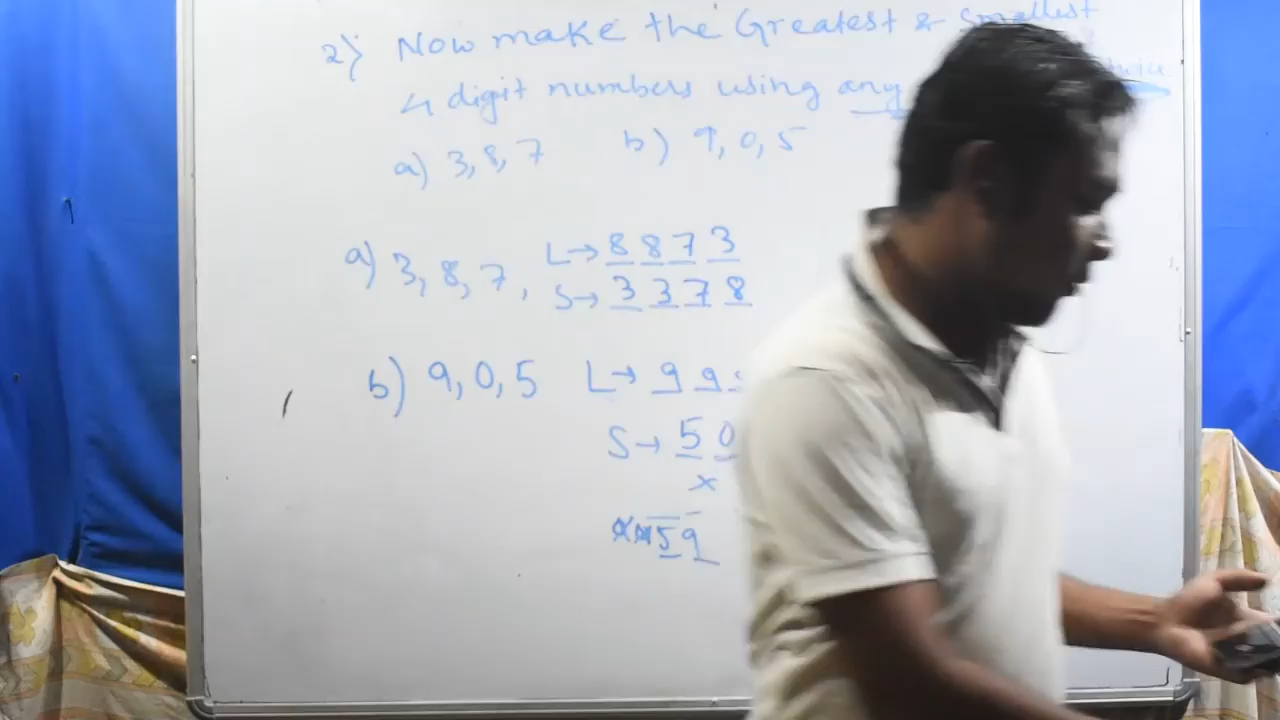 2) Now make the Greatest & Smallest
4 digit numbers using any
a) 3, 8, 7 b) 9, 0, 5
a) 3, 8, 7, L→ 8 8 7 3
S→ 3 3 7 8
b) 9, 0, 5 L→ 9 9
S→ 5 0
x
5 9